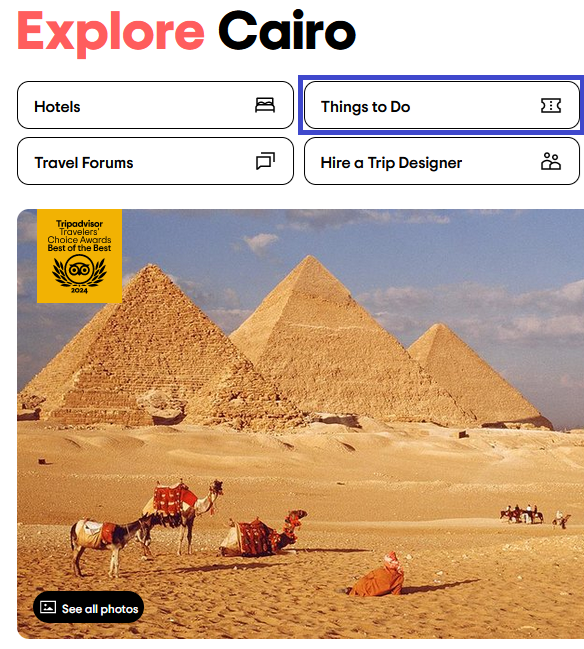 Explore Cairo
Hotels
Things to Do
Travel Forums
Hire a Trip Designer
Tripadvisor
Travelers'
Choice Awards
Best of the Best
2024
See all photos